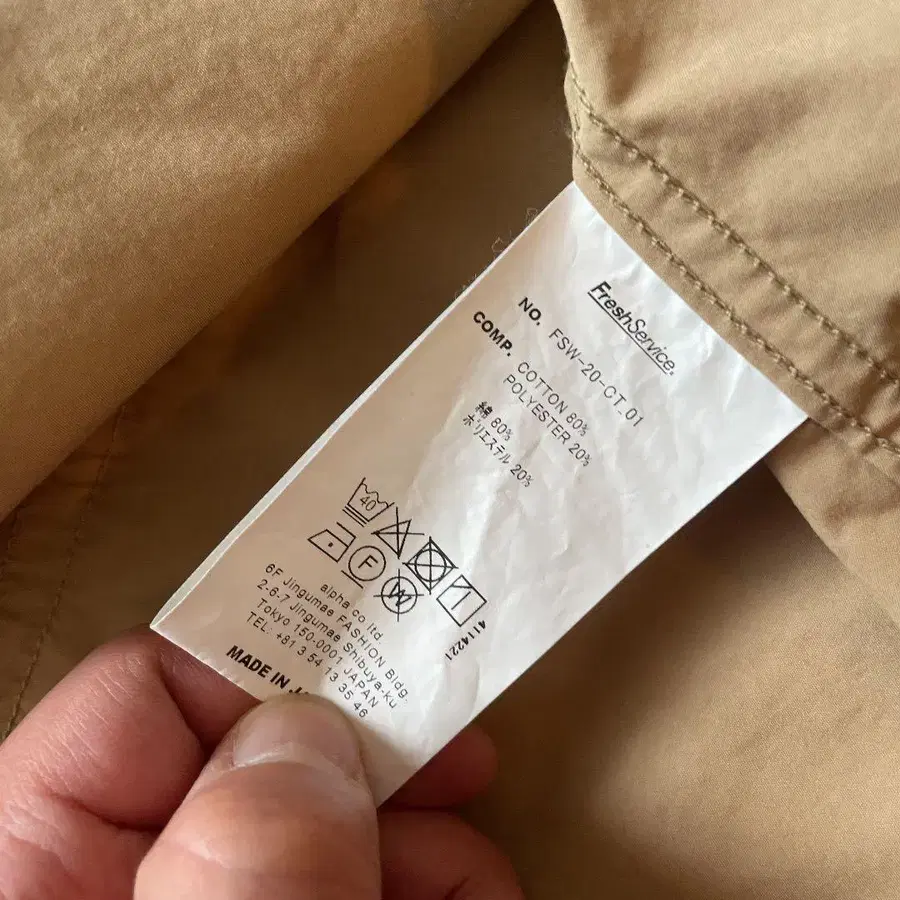 FreshService.
NO. FSW-20-CT_01
COMP. COTTON 80%
POLYESTER 20%
綿 80%
ポリエステル 20%
40
F
W
4114221
alpha co.ltd.
6F Jingumae FASHION Bldg.
2-6-7 Jingumae Shibuya-ku
Tokyo 150-0001 JAPAN
TEL: +81 3 54 13 35 46
MADE IN